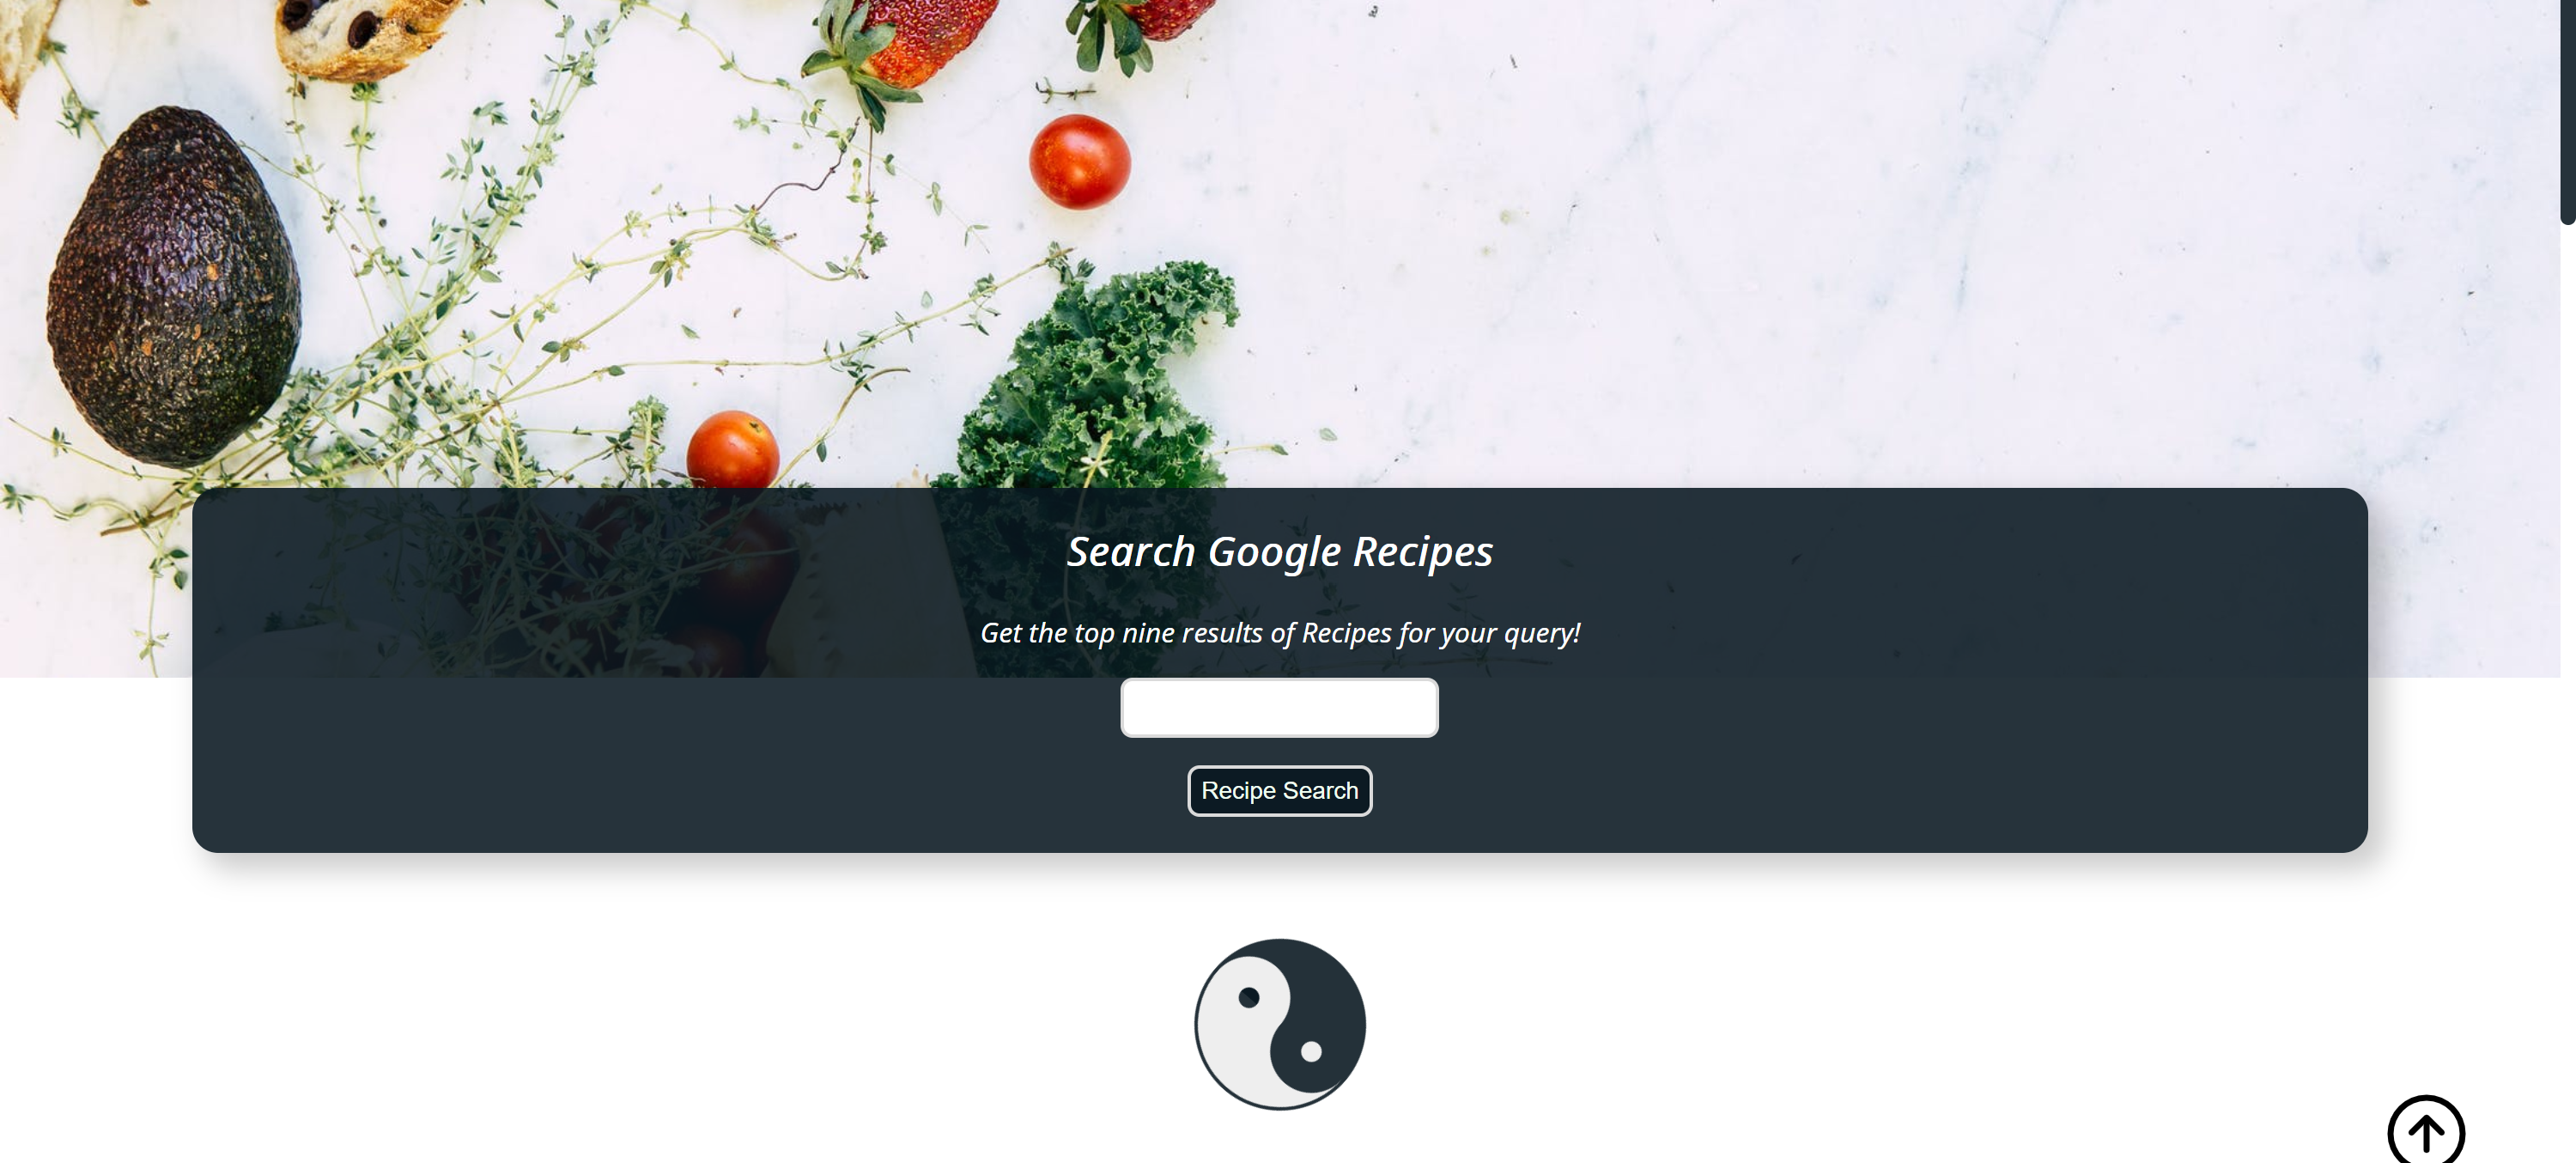 Search Google Recipes
Get the top nine results of Recipes for your query!
Recipe Search